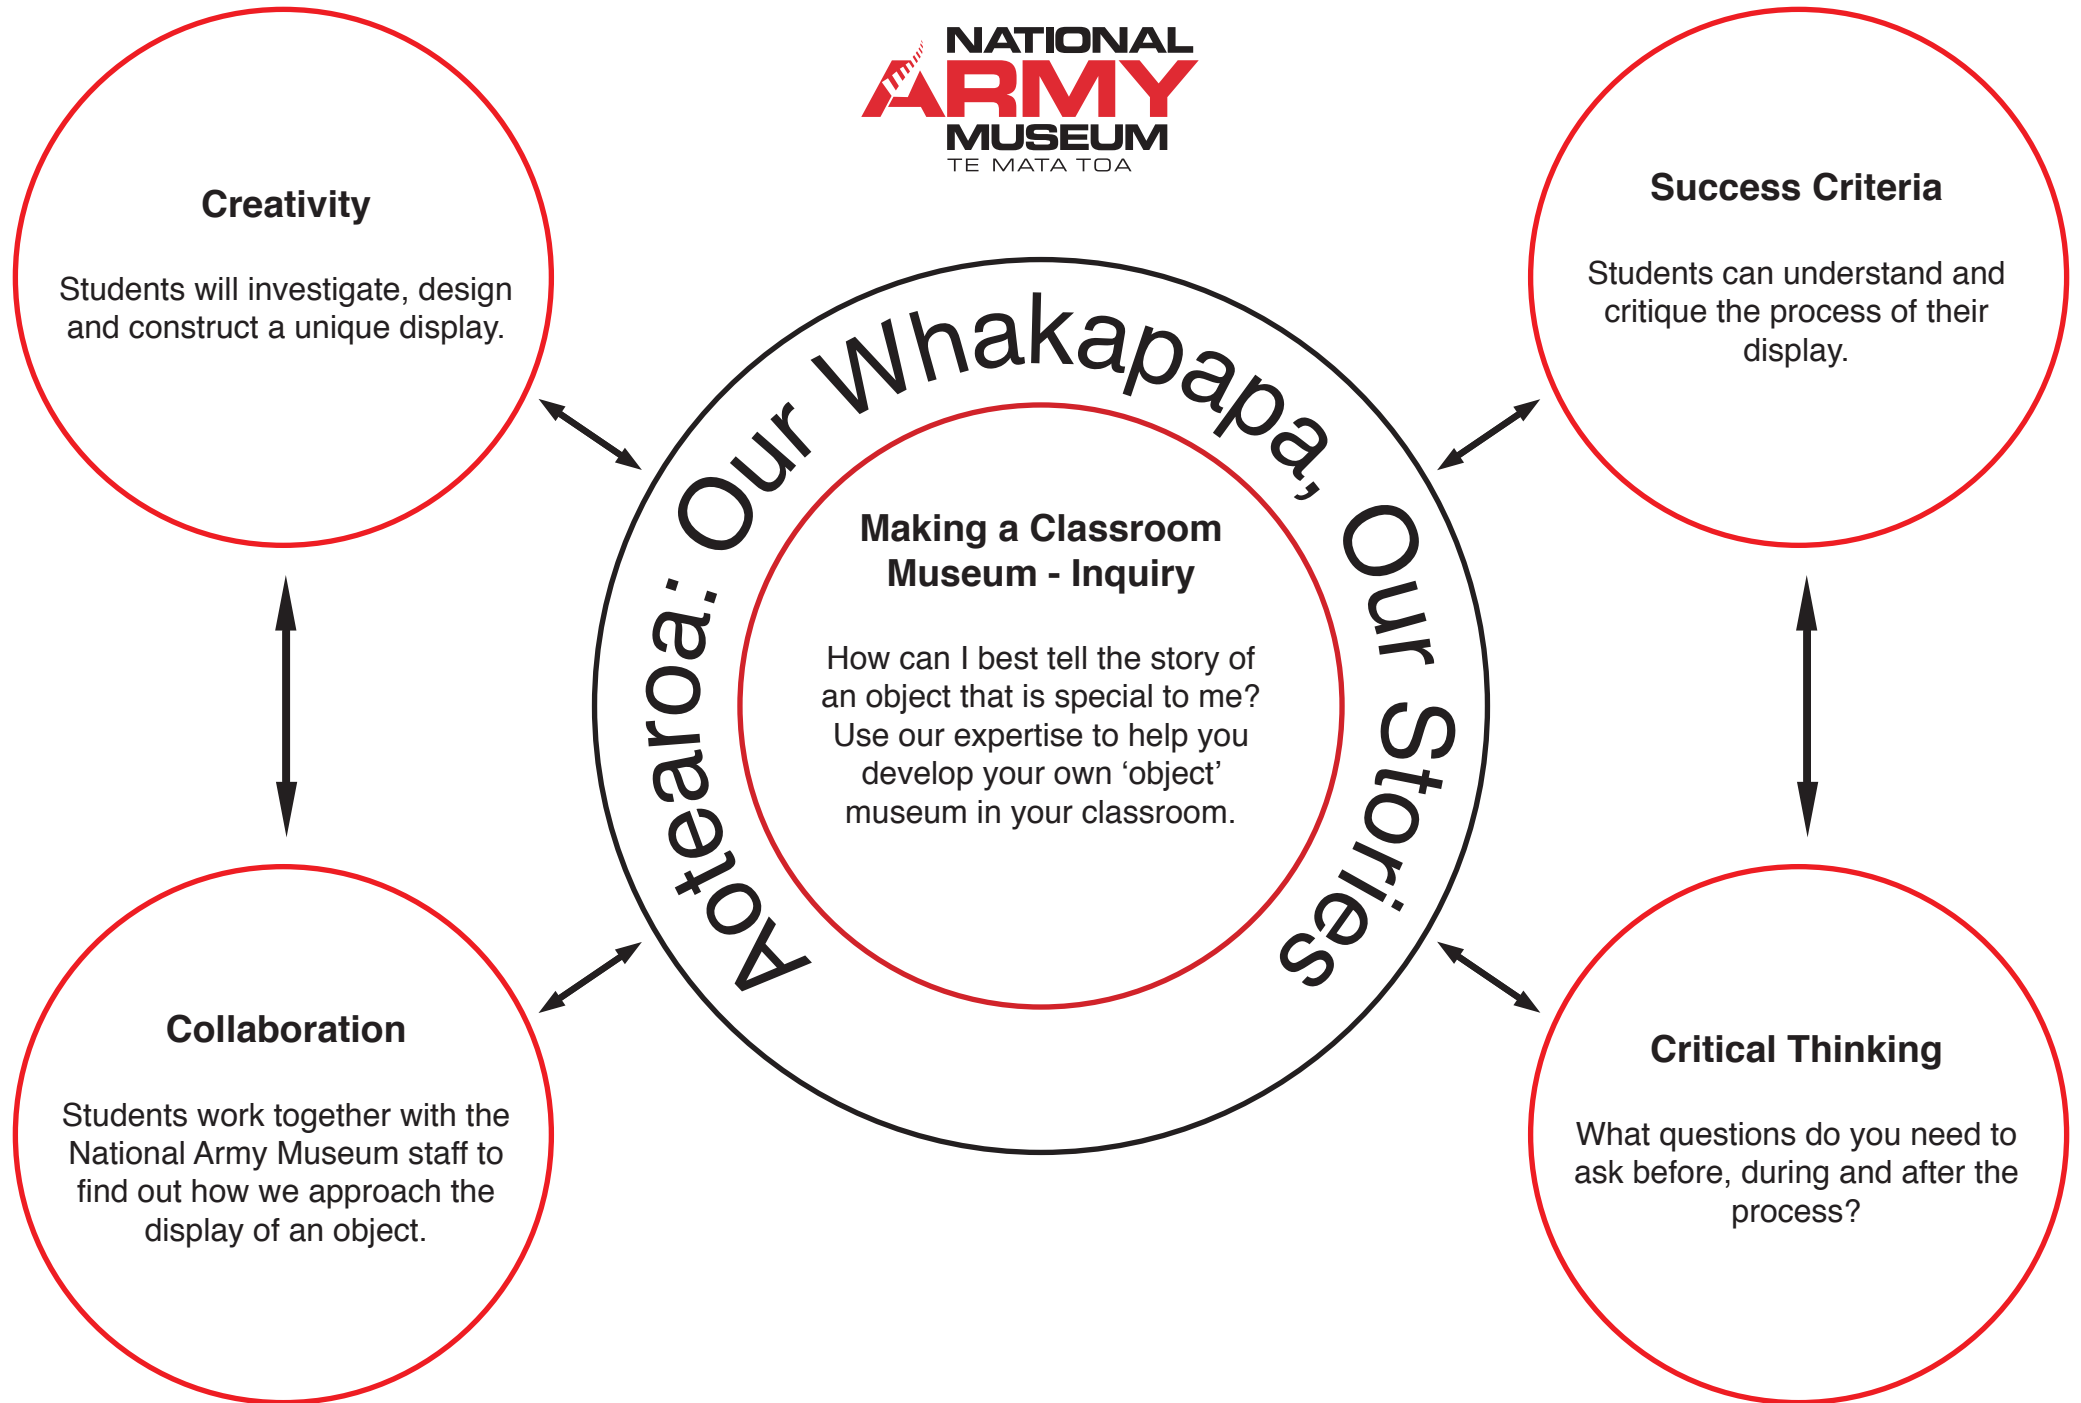 NATIONAL
ARMY
MUSEUM
TE MATA TOA
Creativity
Students will investigate, design
and construct a unique display.
Success Criteria
Students can understand and
critique the process of their
display.
Aotearoa: Our Whakapapa, Our Stories
Making a Classroom
Museum - Inquiry
How can I best tell the story of
an object that is special to me?
Use our expertise to help you
develop your own ‘object’
museum in your classroom.
Collaboration
Students work together with the
National Army Museum staff to
find out how we approach the
display of an object.
Critical Thinking
What questions do you need to
ask before, during and after the
process?